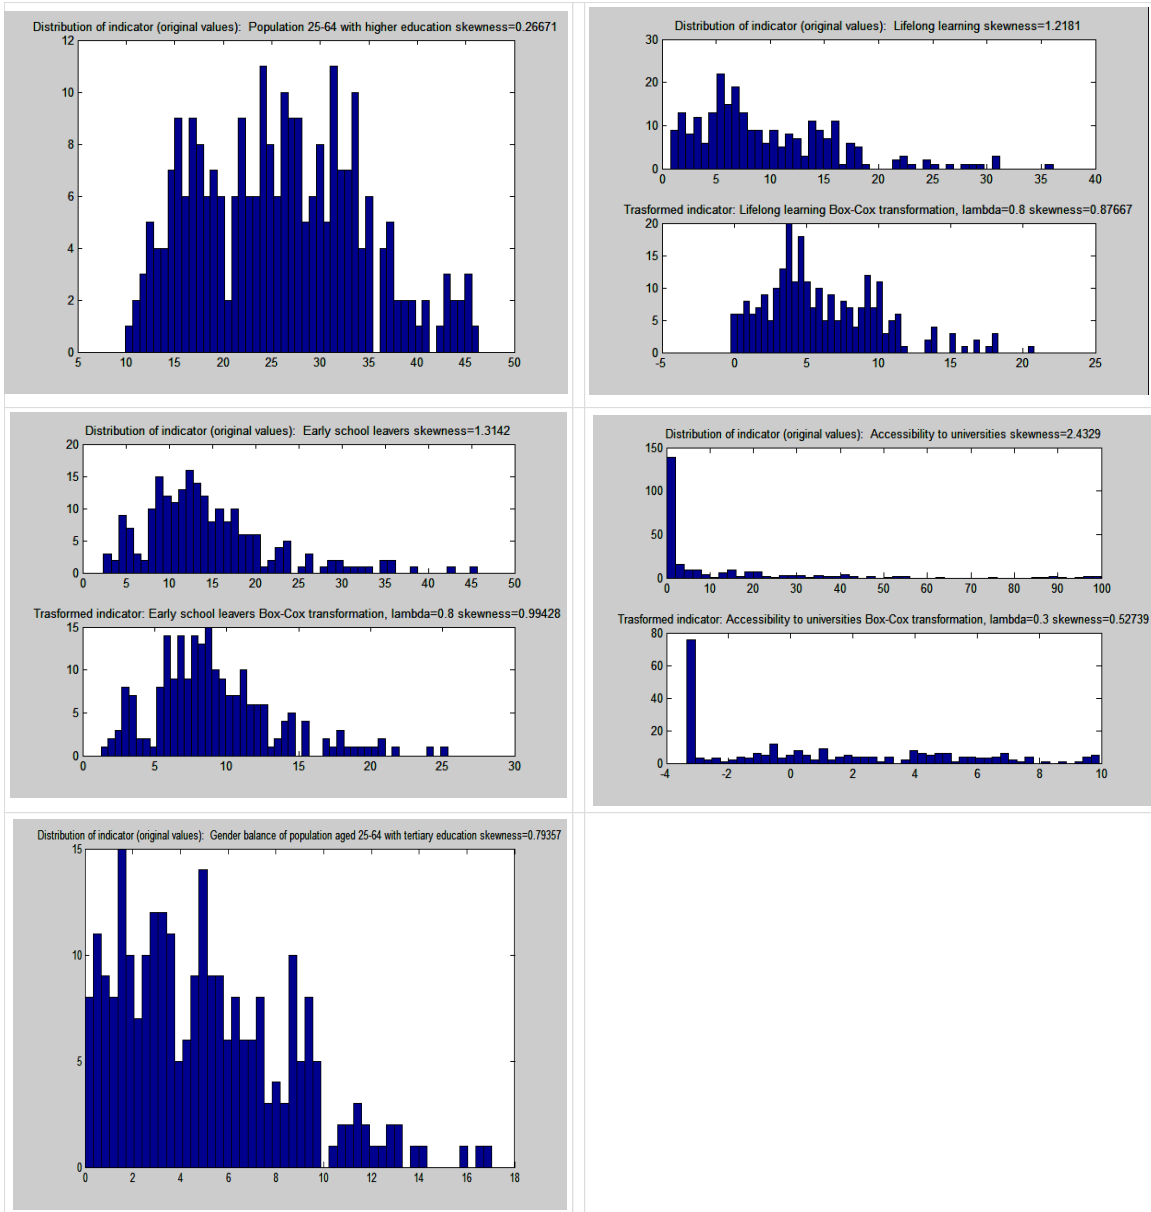 Distribution of indicator (original values):  Population 25-64 with higher education skewness=0.26671
12
10
8
6
4
2
0
5 10 15 20 25 30 35 40 45 50
Distribution of indicator (original values):  Lifelong learning skewness=1.2181
30
20
10
0
0 5 10 15 20 25 30 35 40
Trasformed indicator: Lifelong learning Box-Cox transformation, lambda=0.8 skewness=0.87667
20
15
10
5
0
-5 0 5 10 15 20 25
Distribution of indicator (original values):  Early school leavers skewness=1.3142
20
15
10
5
0
0 5 10 15 20 25 30 35 40 45 50
Trasformed indicator: Early school leavers Box-Cox transformation, lambda=0.8 skewness=0.99428
15
10
5
0
0 5 10 15 20 25 30
Distribution of indicator (original values):  Accessibility to universities skewness=2.4329
150
100
50
0
0 10 20 30 40 50 60 70 80 90 100
Trasformed indicator: Accessibility to universities Box-Cox transformation, lambda=0.3 skewness=0.52739
80
60
40
20
0
-4 -2 0 2 4 6 8 10
Distribution of indicator (original values):  Gender balance of population aged 25-64 with tertiary education skewness=0.79357
15
10
5
0
0 2 4 6 8 10 12 14 16 18